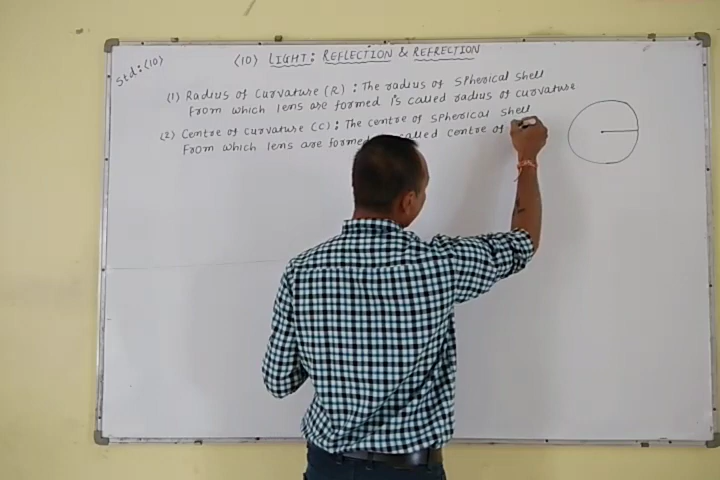 Std: (10)
(10) LIGHT: REFLECTION & REFRECTION
(1) Radius of curvature (R) : The radius of spherical shell
from which lens are formed is called radius of curvature
(2) Centre of curvature (C) : The centre of spherical shell
from which lens are formed called centre of